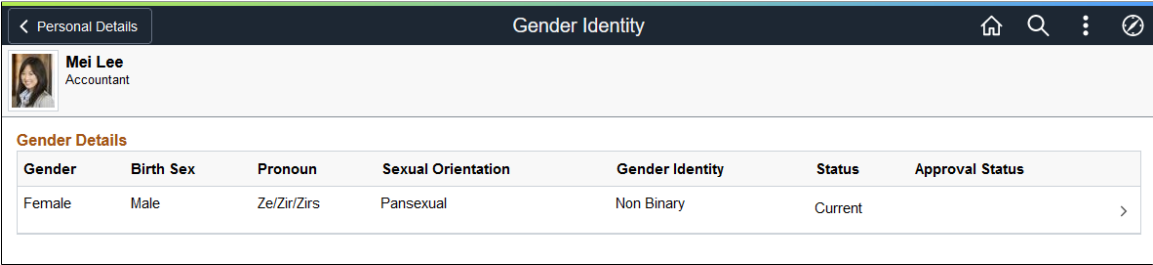 Personal Details
Gender Identity
Mei Lee
Accountant
Gender Details
Gender Birth Sex Pronoun Sexual Orientation Gender Identity Status Approval Status
Female Male Ze/Zir/Zirs Pansexual Non Binary Current